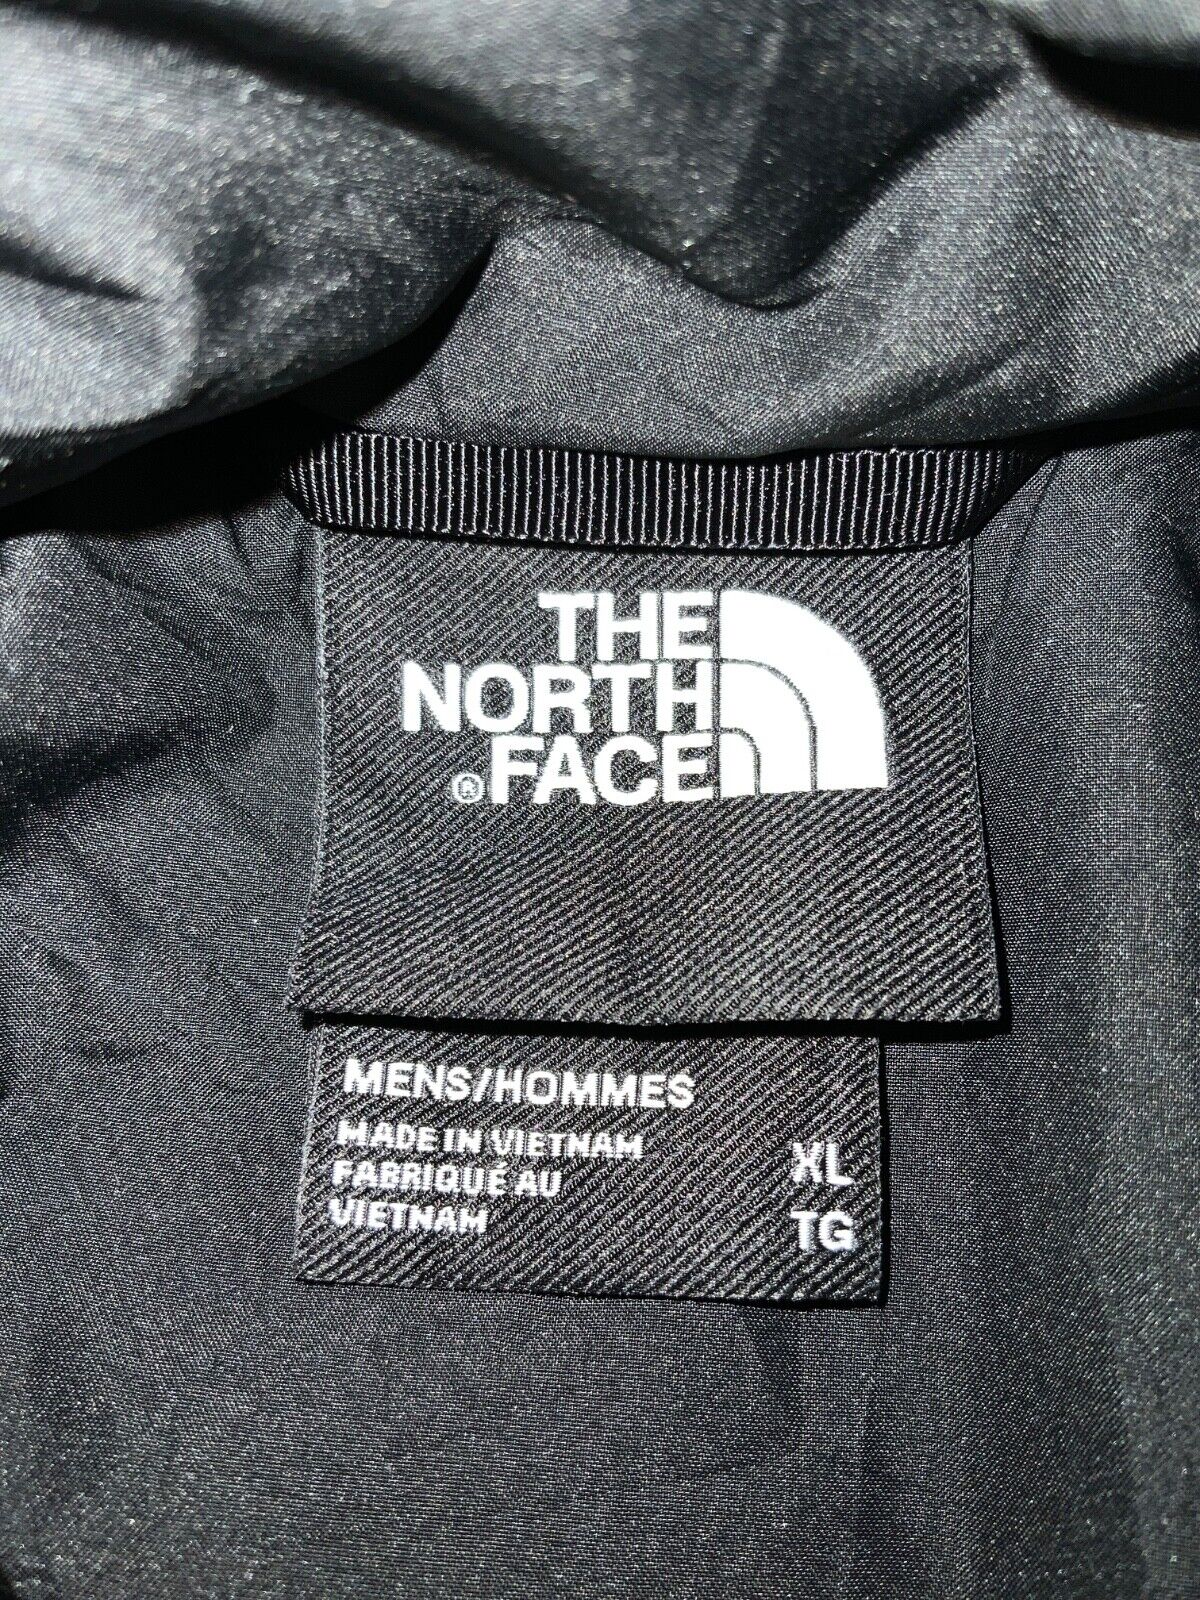 THE
NORTH
®FACE
MENS/HOMMES
MADE IN VIETNAM
FABRIQUÉ AU
VIETNAM
XL
TG